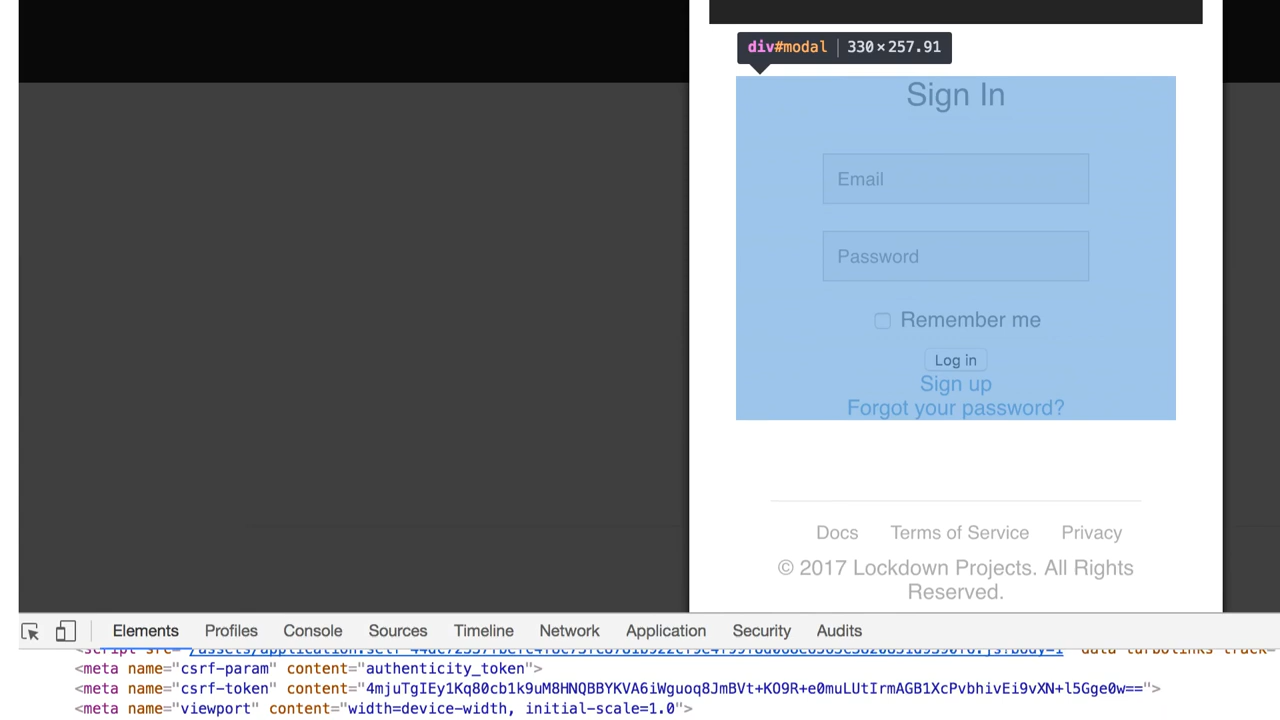 div#modal | 330×257.91
Sign In
Email
Password
Remember me
Log in
Sign up
Forgot your password?
Docs Terms of Service Privacy
© 2017 Lockdown Projects. All Rights
Reserved.
Elements Profiles Console Sources Timeline Network Application Security Audits
<meta name="csrf-param" content="authenticity_token">
<meta name="csrf-token" content="4mjuTgIEy1Kq80cb1k9uM8HNQBBYKVA6iWguoq8JmBVt+KO9R+e0muLUtIrmAGB1XcPvbhivEi9vXN+l5Gge0w==">
<meta name="viewport" content="width=device-width, initial-scale=1.0">